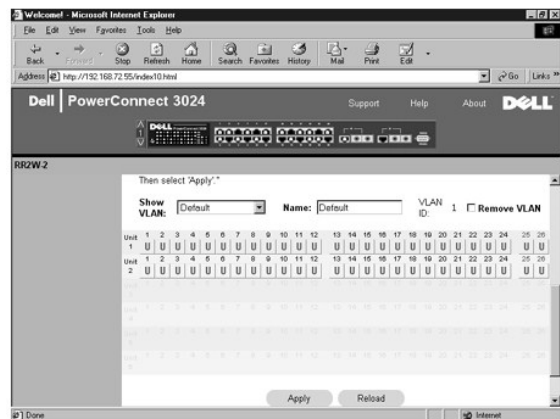 Welcome! - Microsoft Internet Explorer
File Edit View Favorites Tools Help
Back Forward Stop Refresh Home Search Favorites History Mail Print Edit
Address http://192.168.72.55/index10.html Go Links »
Dell PowerConnect 3024 Support Help About DELL
DELL
1
RR2W-2
Then select 'Apply'."
Show VLAN: Default Name: Default VLAN ID: 1 Remove VLAN
1 2 3 4 5 6 7 8 9 10 11 12 13 14 15 16 17 18 19 20 21 22 23 24 25 26
Unit 1 U U U U U U U U U U U U U U U U U U U U U U U U U U
1 2 3 4 5 6 7 8 9 10 11 12 13 14 15 16 17 18 19 20 21 22 23 24 25 26
Unit 2 U U U U U U U U U U U U U U U U U U U U U U U U U U
Apply Reload
Done Internet